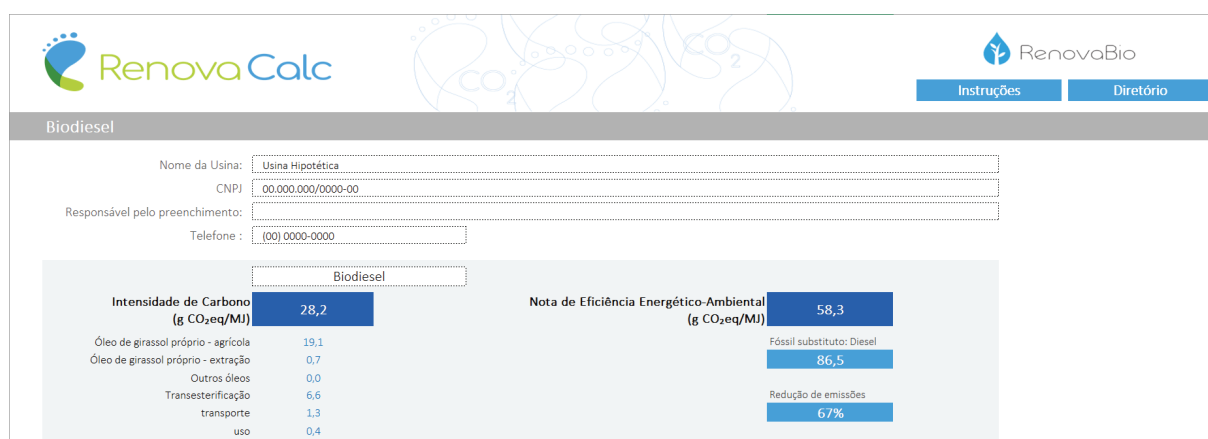 Renova Calc
CO2
CO2
RenovaBio
Instruções Diretório
Biodiesel
Nome da Usina: Usina Hipotética
CNPJ 00.000.000/0000-00
Responsável pelo preenchimento:
Telefone : (00) 0000-0000
Biodiesel
Intensidade de Carbono
(g CO₂eq/MJ)
28,2
Nota de Eficiência Energético-Ambiental
(g CO₂eq/MJ)
58,3
Óleo de girassol próprio - agrícola 19,1
Fóssil substituto: Diesel
Óleo de girassol próprio - extração 0,7
86,5
Outros óleos 0,0
Transesterificação 6,6
Redução de emissões
transporte 1,3
67%
uso 0,4